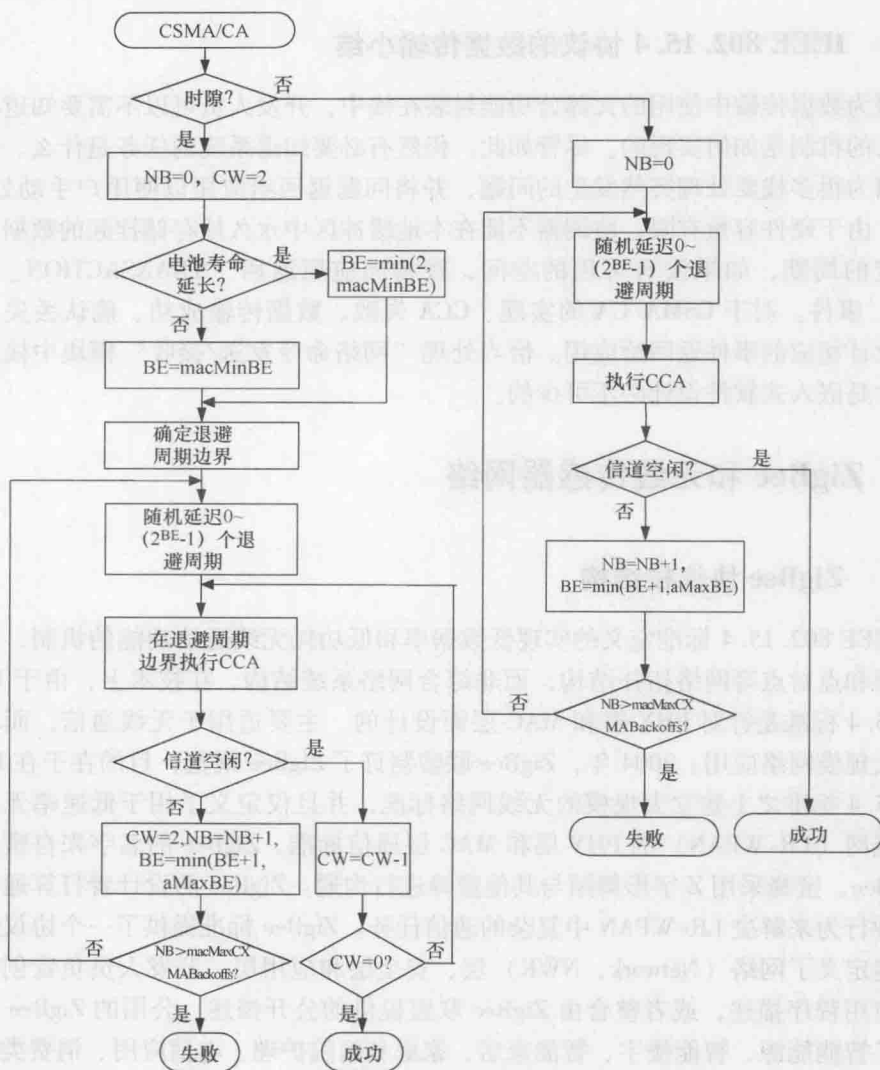 CSMA/CA
时隙?
否
是
NB=0, CW=2
电池寿命
延长?
是
BE=min(2,
macMinBE)
否
BE=macMinBE
确定退避
周期边界
随机延迟0~
(2^BE-1) 个退
避周期
在退避周期
边界执行CCA
信道空闲?
是
否
CW=2,NB=NB+1,
BE=min(BE+1,
aMaxBE)
CW=CW-1
否
NB>macMaxCX
MABackoffs?
否
CW=0?
是
是
失败
成功
NB=0
随机延迟0~
(2^BE-1) 个退
避周期
执行CCA
信道空闲?
是
否
NB=NB+1,
BE=min(BE+1,aMaxBE)
否
NB>macMaxCX
MABackoffs?
是
失败
成功